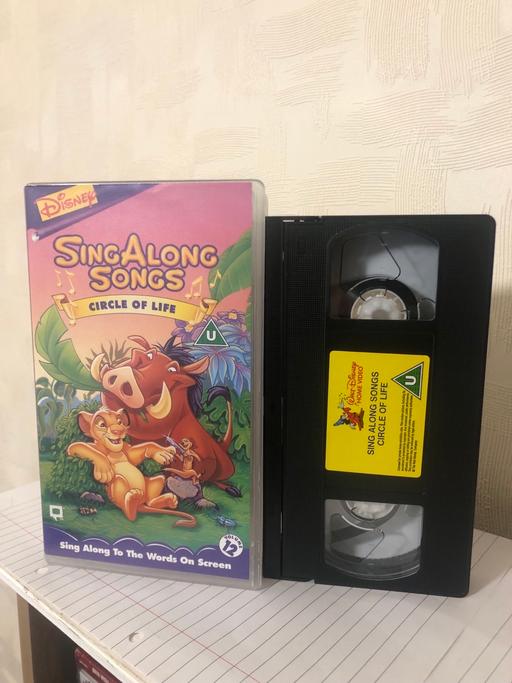 Disney
SING ALONG
SONGS
CIRCLE OF LIFE
U
VOLUME
12
Sing Along To The Words On Screen
WALT DISNEY
HOME VIDEO
SING ALONG SONGS
CIRCLE OF LIFE
U